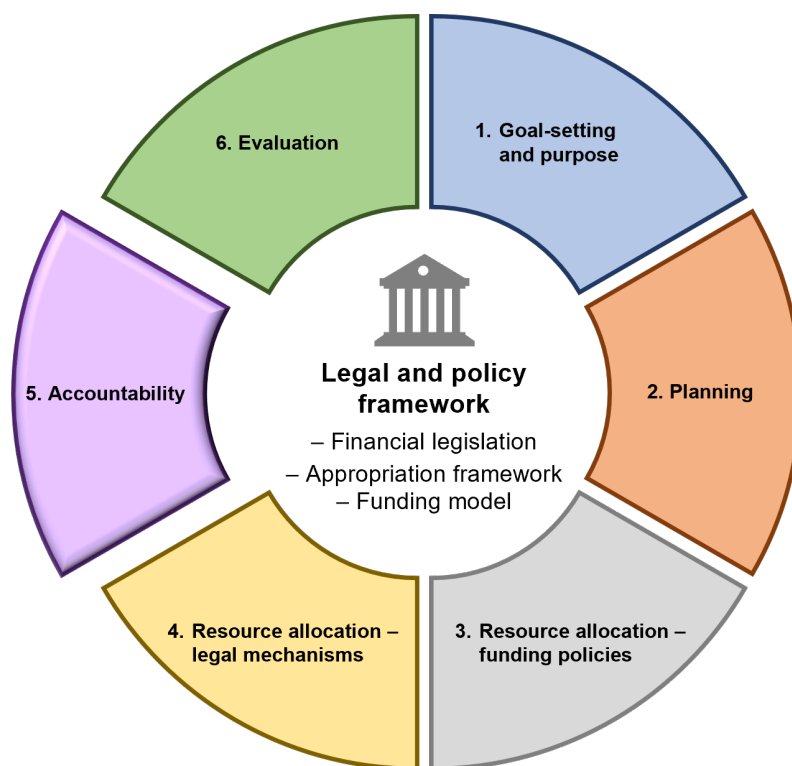 6. Evaluation
1. Goal-setting
and purpose
5. Accountability
2. Planning
Legal and policy
framework
– Financial legislation
– Appropriation framework
– Funding model
4. Resource allocation –
legal mechanisms
3. Resource allocation –
funding policies